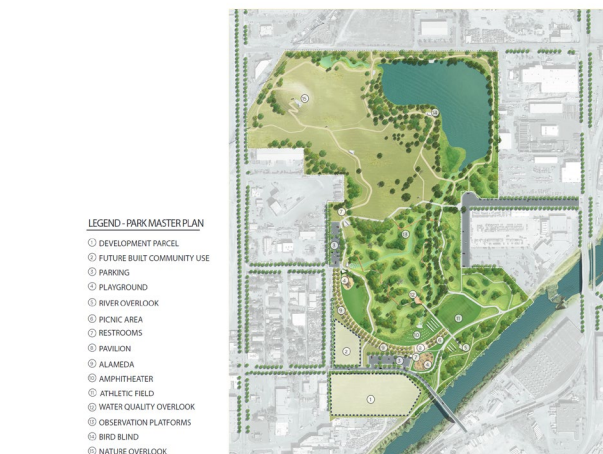 LEGEND - PARK MASTER PLAN
1 DEVELOPMENT PARCEL
2 FUTURE BUILT COMMUNITY USE
3 PARKING
4 PLAYGROUND
5 RIVER OVERLOOK
6 PICNIC AREA
7 RESTROOMS
8 PAVILION
9 ALAMEDA
10 AMPHITHEATER
11 ATHLETIC FIELD
12 WATER QUALITY OVERLOOK
13 OBSERVATION PLATFORMS
14 BIRD BLIND
15 NATURE OVERLOOK